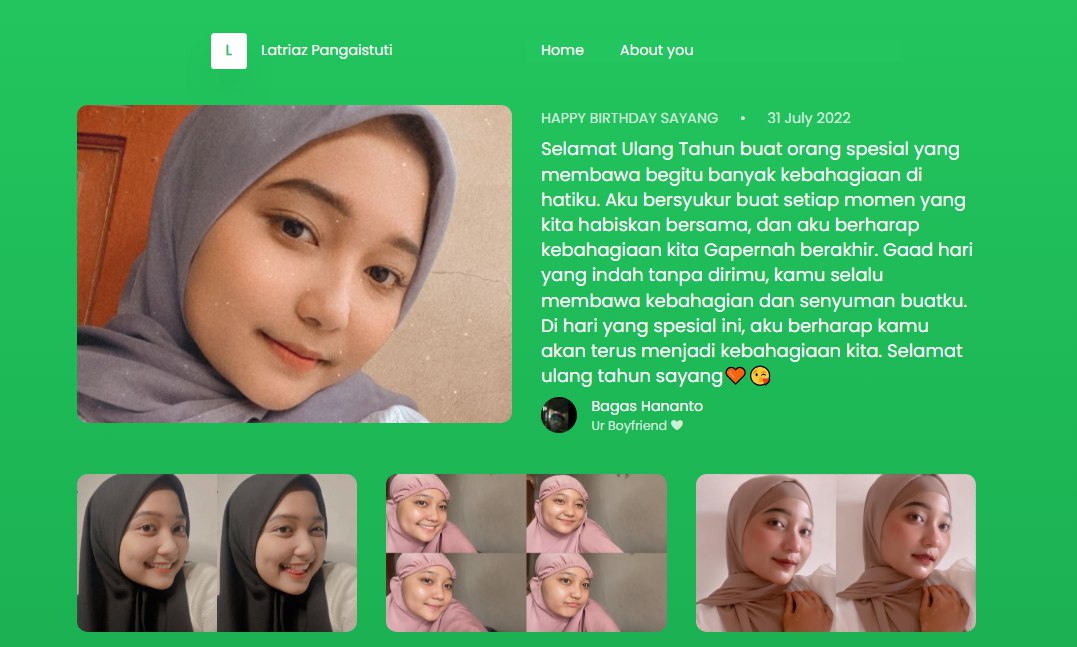 L Latriaz Pangaistuti Home About you
HAPPY BIRTHDAY SAYANG • 31 July 2022
Selamat Ulang Tahun buat orang spesial yang
membawa begitu banyak kebahagiaan di
hatiku. Aku bersyukur buat setiap momen yang
kita habiskan bersama, dan aku berharap
kebahagiaan kita Gapernah berakhir. Gaad hari
yang indah tanpa dirimu, kamu selalu
membawa kebahagian dan senyuman buatku.
Di hari yang spesial ini, aku berharap kamu
akan terus menjadi kebahagiaan kita. Selamat
ulang tahun sayang🧡😘
Bagas Hananto
Ur Boyfriend 🤍